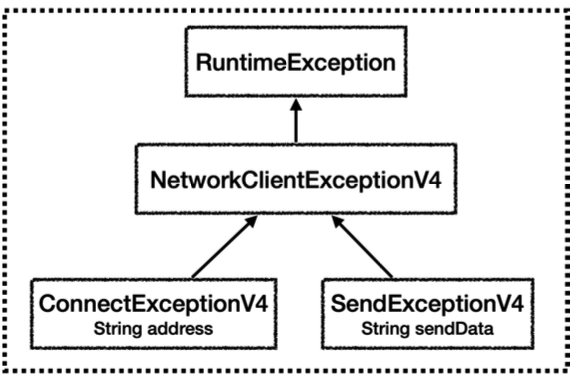 RuntimeException
NetworkClientExceptionV4
ConnectExceptionV4
String address
SendExceptionV4
String sendData